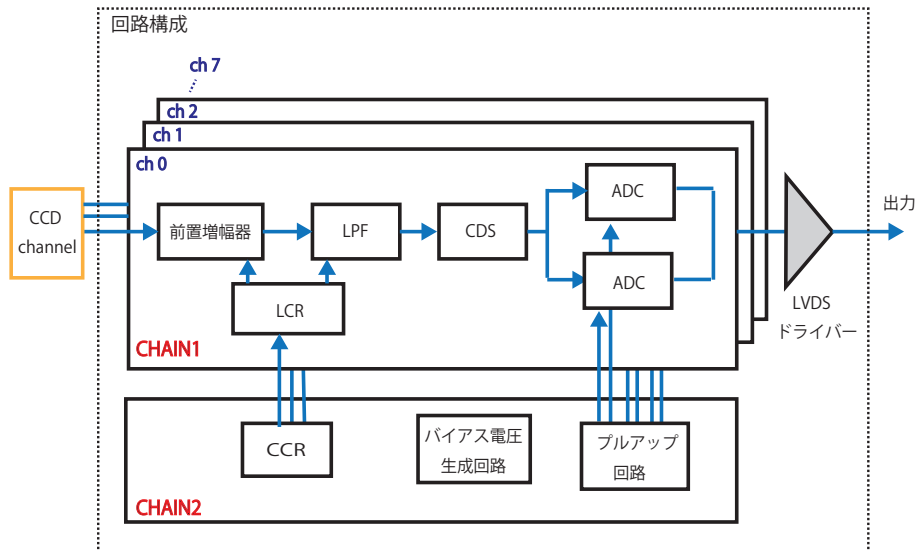 回路構成
ch 7
ch 2
ch 1
ch 0
CCD
channel
前置増幅器
LPF
CDS
ADC
ADC
LCR
CHAIN1
出力
LVDS
ドライバー
CCR
バイアス電圧
生成回路
プルアップ
回路
CHAIN2